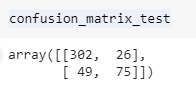 confusion_matrix_test
array([[302,  26],
       [ 49,  75]])